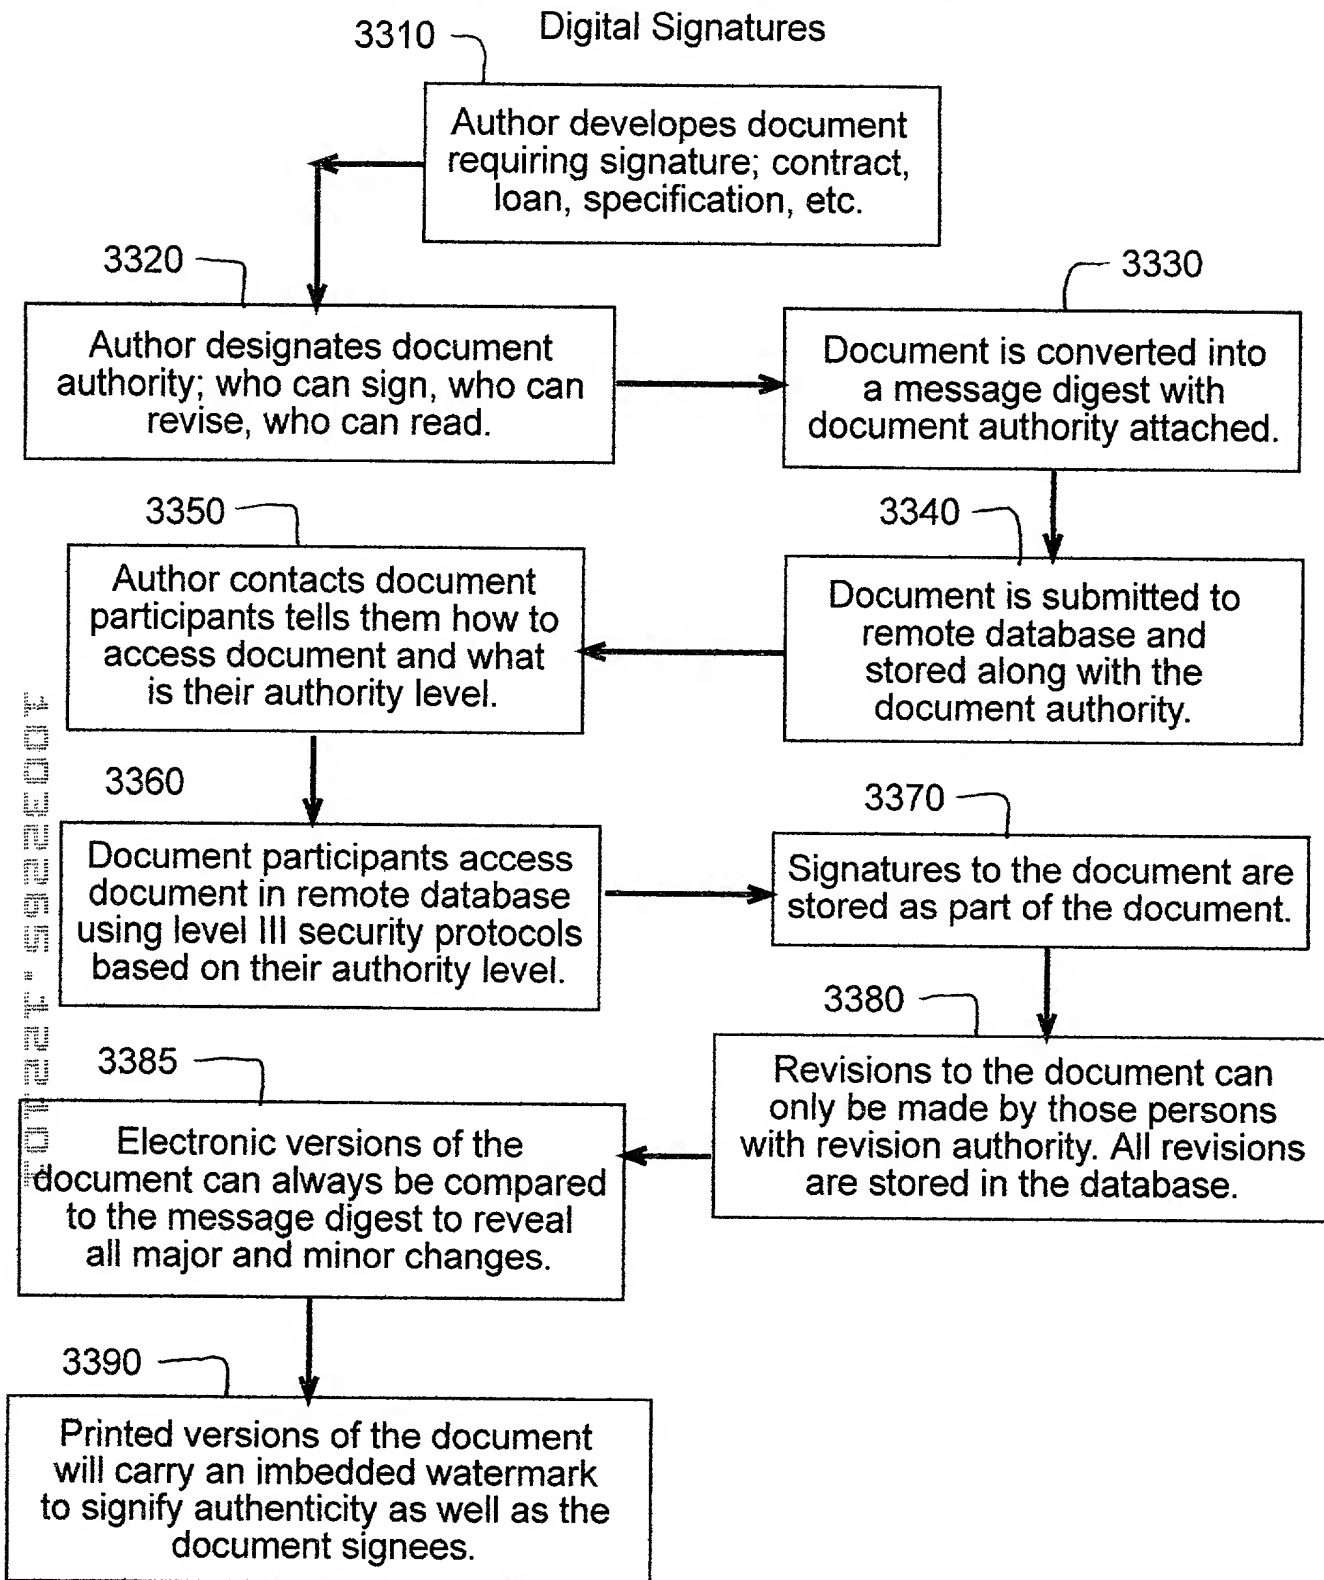 Digital Signatures
3310
Author developes document
requiring signature; contract,
loan, specification, etc.
3320
Author designates document
authority; who can sign, who can
revise, who can read.
3330
Document is converted into
a message digest with
document authority attached.
3340
Document is submitted to
remote database and
stored along with the
document authority.
3350
Author contacts document
participants tells them how to
access document and what
is their authority level.
3360
Document participants access
document in remote database
using level III security protocols
based on their authority level.
3370
Signatures to the document are
stored as part of the document.
3380
Revisions to the document can
only be made by those persons
with revision authority. All revisions
are stored in the database.
3385
Electronic versions of the
document can always be compared
to the message digest to reveal
all major and minor changes.
3390
Printed versions of the document
will carry an imbedded watermark
to signify authenticity as well as the
document signees.
10032265.122101